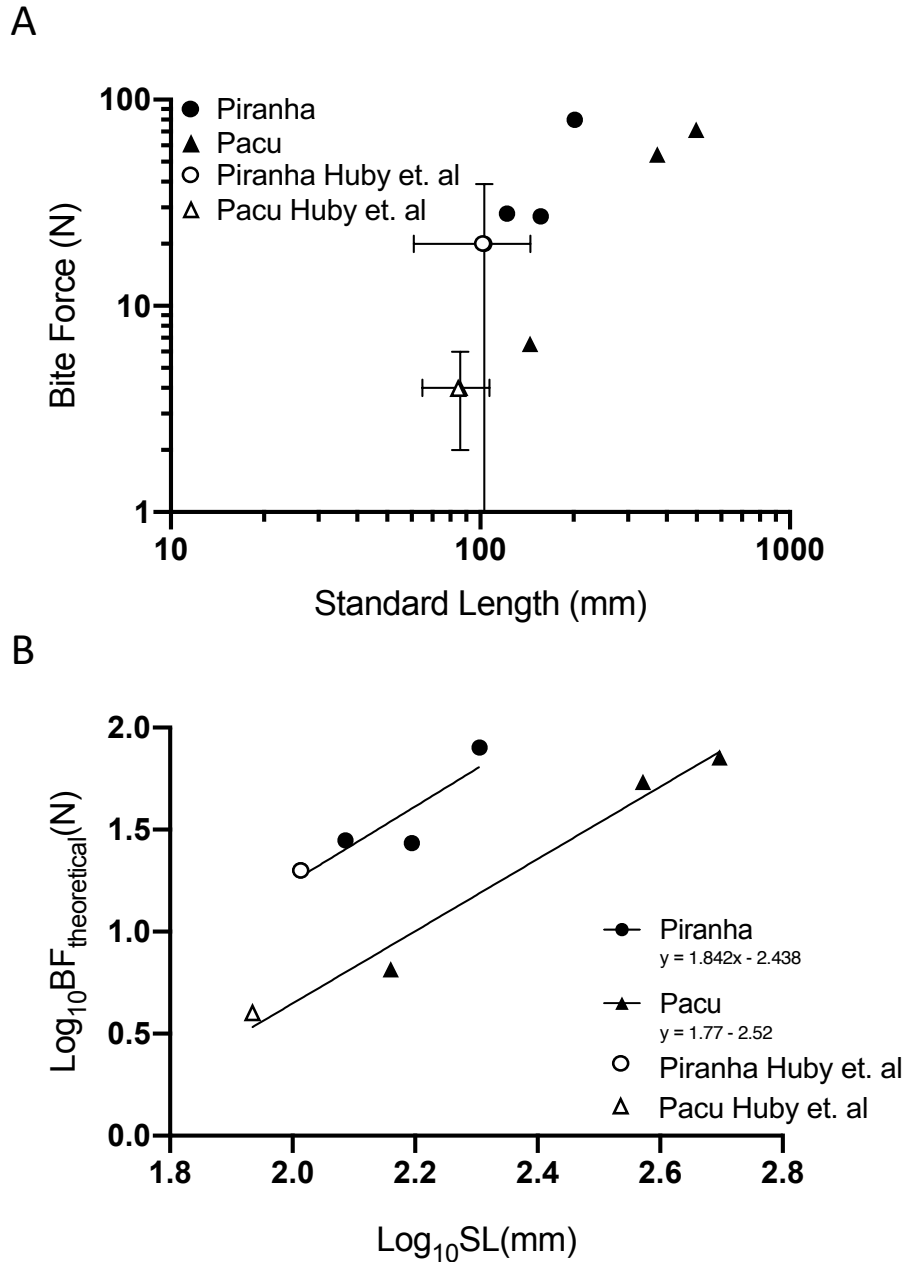 A
100
10
1
Bite Force (N)
Piranha
Pacu
Piranha Huby et. al
Pacu Huby et. al
10 100 1000
Standard Length (mm)
B
2.0
1.5
1.0
0.5
0.0
Log10BFtheoretical(N)
Piranha
y = 1.842x - 2.438
Pacu
y = 1.77 - 2.52
Piranha Huby et. al
Pacu Huby et. al
1.8 2.0 2.2 2.4 2.6 2.8
Log10SL(mm)